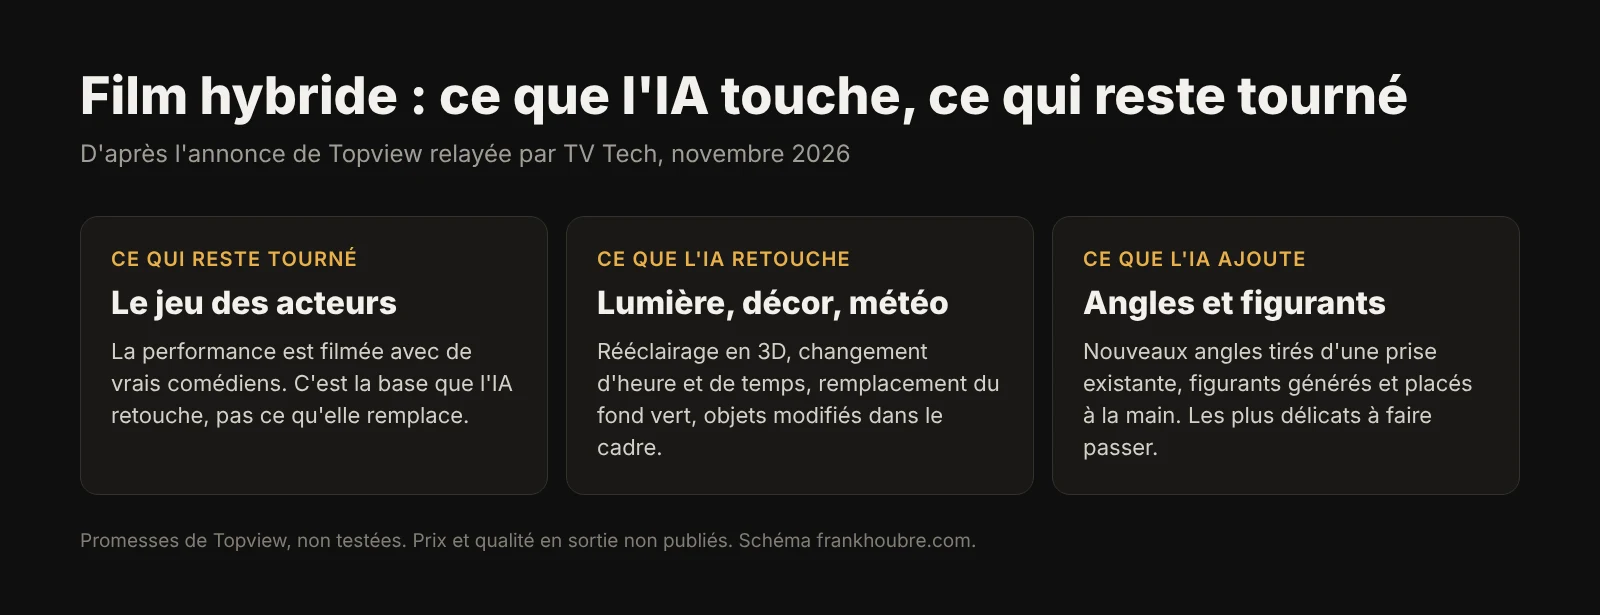 Film hybride : ce que l'IA touche, ce qui reste tourné
D'après l'annonce de Topview relayée par TV Tech, novembre 2026
CE QUI RESTE TOURNÉ
Le jeu des acteurs
La performance est filmée avec de
vrais comédiens. C'est la base que l'IA
retouche, pas ce qu'elle remplace.
CE QUE L'IA RETOUCHE
Lumière, décor, météo
Rééclairage en 3D, changement
d'heure et de temps, remplacement du
fond vert, objets modifiés dans le
cadre.
CE QUE L'IA AJOUTE
Angles et figurants
Nouveaux angles tirés d'une prise
existante, figurants générés et placés
à la main. Les plus délicats à faire
passer.
Promesses de Topview, non testées. Prix et qualité en sortie non publiés. Schéma frankhoubre.com.